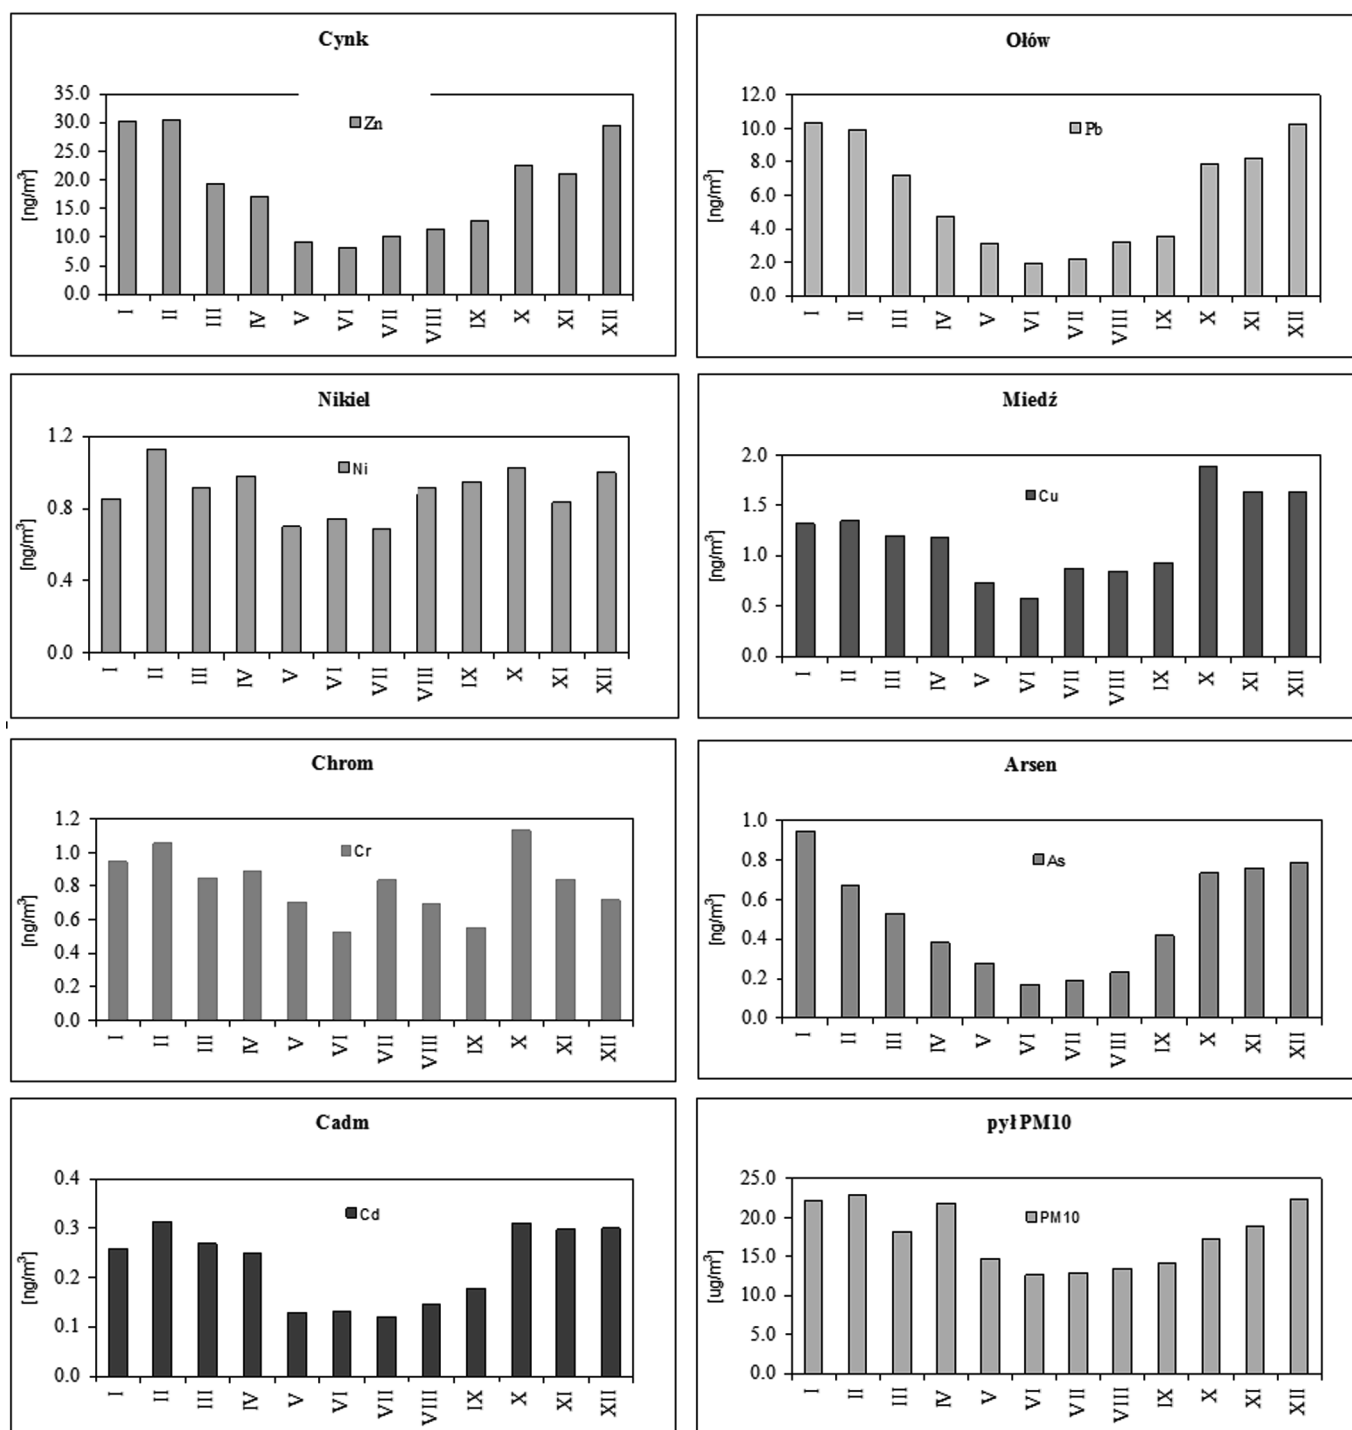 Cynk
35.0
30.0
25.0
20.0
15.0
10.0
5.0
0.0
[ng/m³]
Zn
I II III IV V VI VII VIII IX X XI XII
Ołów
12.0
10.0
8.0
6.0
4.0
2.0
0.0
[ng/m³]
Pb
I II III IV V VI VII VIII IX X XI XII
Nikiel
1.2
0.8
0.4
0.0
[ng/m³]
Ni
I II III IV V VI VII VIII IX X XI XII
Miedź
2.0
1.5
1.0
0.5
0.0
[ng/m³]
Cu
I II III IV V VI VII VIII IX X XI XII
Chrom
1.2
1.0
0.8
0.6
0.4
0.2
0.0
[ng/m³]
Cr
I II III IV V VI VII VIII IX X XI XII
Arsen
1.0
0.8
0.6
0.4
0.2
0.0
[ng/m³]
As
I II III IV V VI VII VIII IX X XI XII
Cadm
0.4
0.3
0.2
0.1
0.0
[ng/m³]
Cd
I II III IV V VI VII VIII IX X XI XII
pył PM10
25.0
20.0
15.0
10.0
5.0
0.0
[ug/m³]
PM10
I II III IV V VI VII VIII IX X XI XII